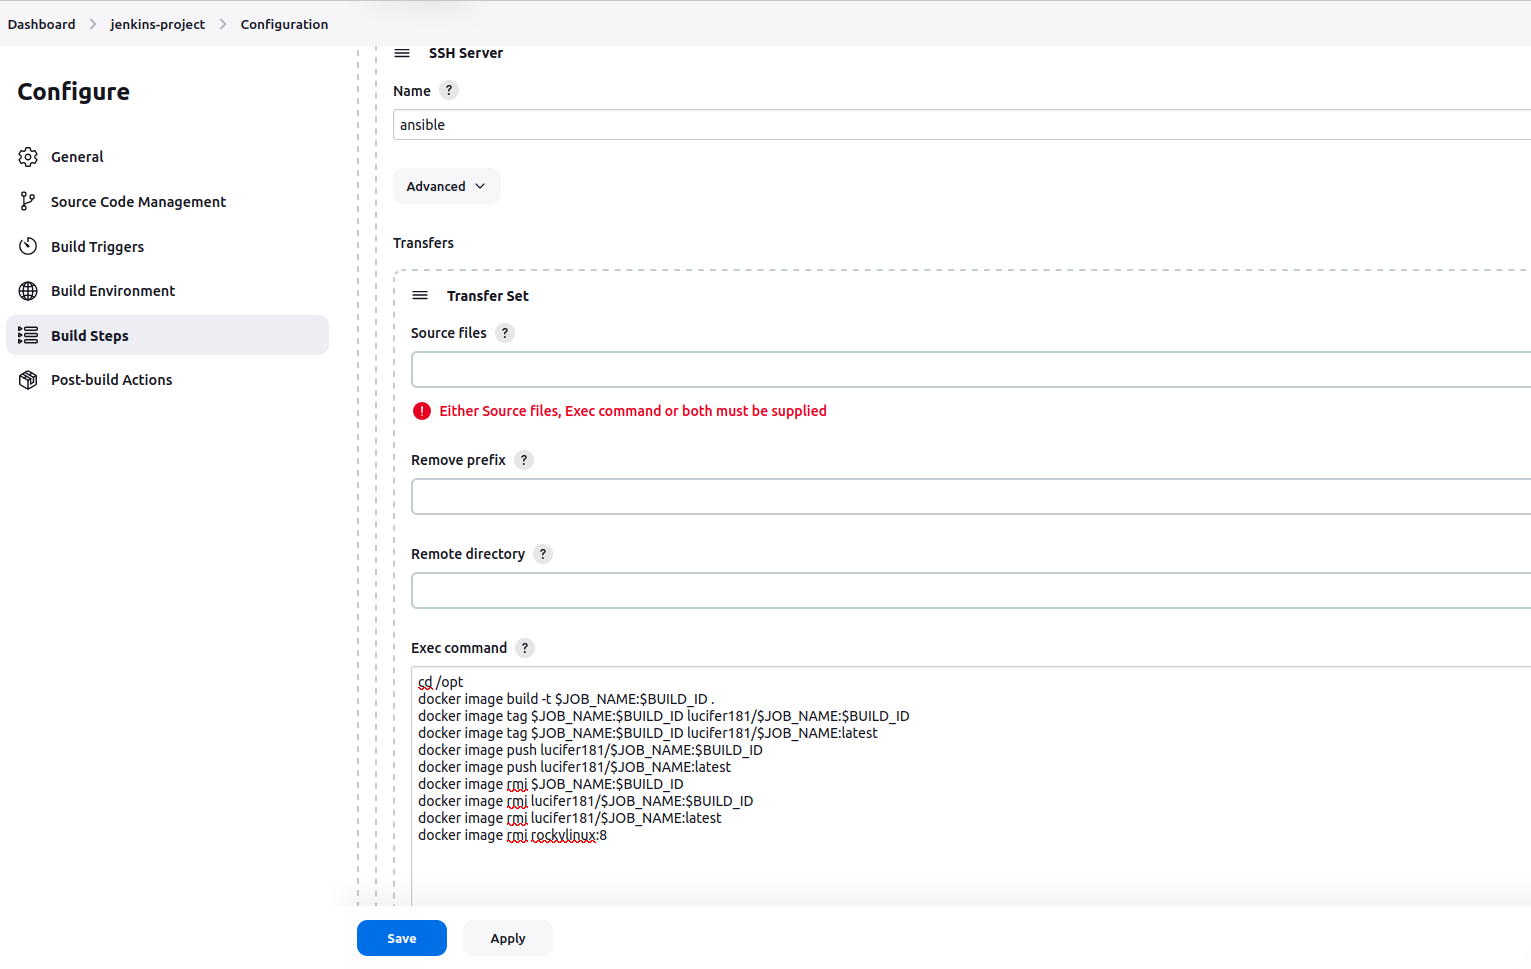 Dashboard > jenkins-project > Configuration
Configure
General
Source Code Management
Build Triggers
Build Environment
Build Steps
Post-build Actions
SSH Server
Name ?
ansible
Advanced
Transfers
Transfer Set
Source files ?
Either Source files, Exec command or both must be supplied
Remove prefix ?
Remote directory ?
Exec command ?
cd /opt
docker image build -t $JOB_NAME:$BUILD_ID .
docker image tag $JOB_NAME:$BUILD_ID lucifer181/$JOB_NAME:$BUILD_ID
docker image tag $JOB_NAME:$BUILD_ID lucifer181/$JOB_NAME:latest
docker image push lucifer181/$JOB_NAME:$BUILD_ID
docker image push lucifer181/$JOB_NAME:latest
docker image rmi $JOB_NAME:$BUILD_ID
docker image rmi lucifer181/$JOB_NAME:$BUILD_ID
docker image rmi lucifer181/$JOB_NAME:latest
docker image rmi rockylinux:8
Save
Apply